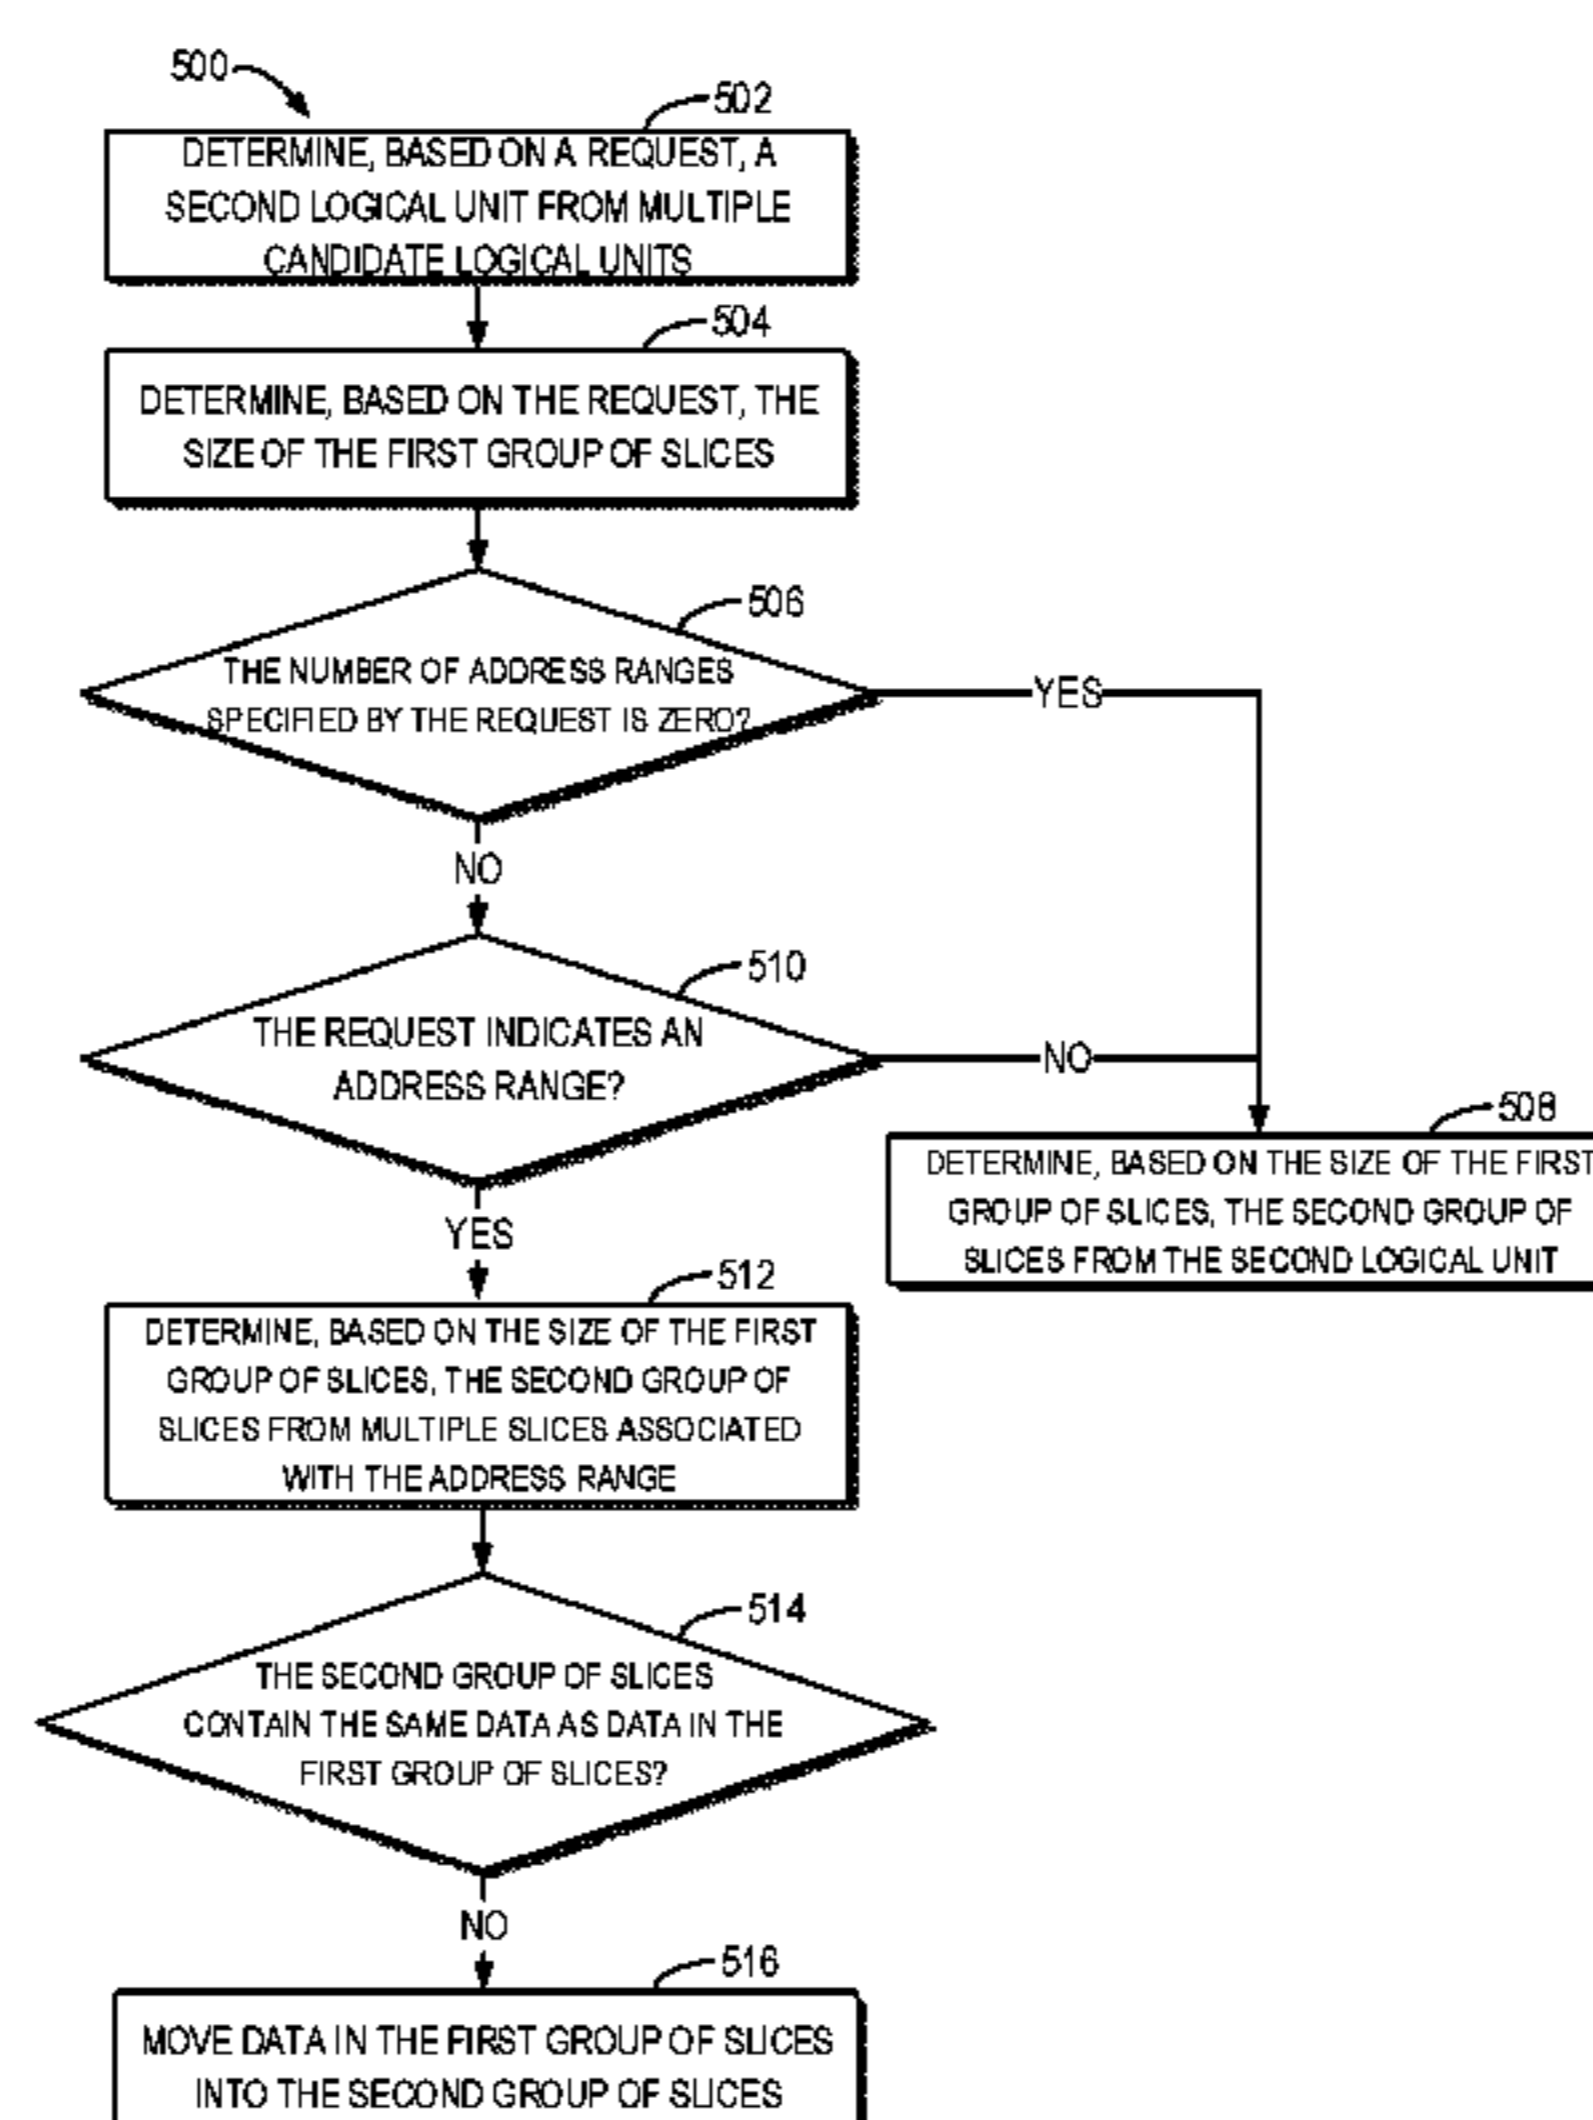 500
502
DETERMINE, BASED ON A REQUEST, A
SECOND LOGICAL UNIT FROM MULTIPLE
CANDIDATE LOGICAL UNITS
504
DETERMINE, BASED ON THE REQUEST, THE
SIZE OF THE FIRST GROUP OF SLICES
506
THE NUMBER OF ADDRESS RANGES
SPECIFIED BY THE REQUEST IS ZERO?
YES
NO
510
THE REQUEST INDICATES AN
ADDRESS RANGE?
NO
508
DETERMINE, BASED ON THE SIZE OF THE FIRST
GROUP OF SLICES, THE SECOND GROUP OF
SLICES FROM THE SECOND LOGICAL UNIT
YES
512
DETERMINE, BASED ON THE SIZE OF THE FIRST
GROUP OF SLICES, THE SECOND GROUP OF
SLICES FROM MULTIPLE SLICES ASSOCIATED
WITH THE ADDRESS RANGE
514
THE SECOND GROUP OF SLICES
CONTAIN THE SAME DATA AS DATA IN THE
FIRST GROUP OF SLICES?
NO
516
MOVE DATA IN THE FIRST GROUP OF SLICES
INTO THE SECOND GROUP OF SLICES